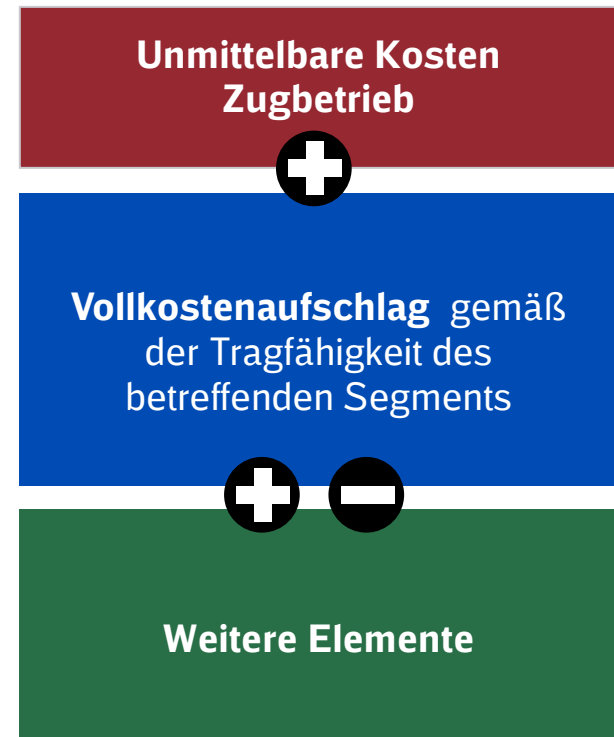 Unmittelbare Kosten
Zugbetrieb
Vollkostenaufschlag gemäß
der Tragfähigkeit des
betreffenden Segments
Weitere Elemente